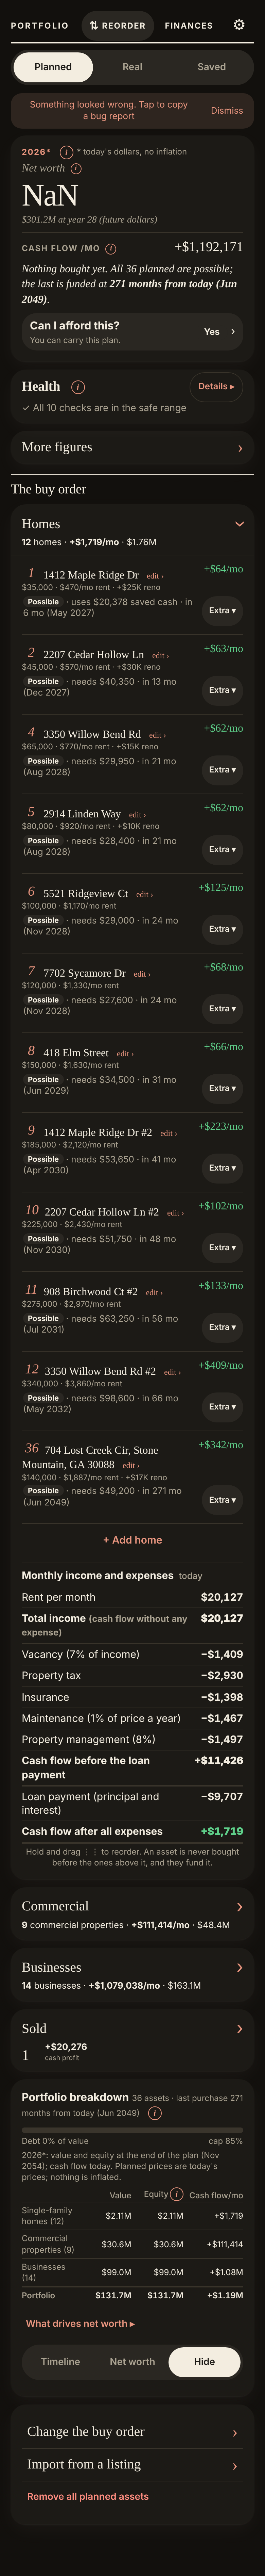 PORTFOLIO ⇅ REORDER FINANCES ⚙
Planned Real Saved
Something looked wrong. Tap to copy
a bug report
Dismiss
2026* i * today's dollars, no inflation
Net worth i
NaN
$301.2M at year 28 (future dollars)
CASH FLOW /MO i +$1,192,171
Nothing bought yet. All 36 planned are possible;
the last is funded at 271 months from today (Jun
2049).
Can I afford this?
You can carry this plan.
Yes ›
Health i Details ▸
✓ All 10 checks are in the safe range
More figures ›
The buy order
Homes
12 homes · +$1,719/mo · $1.76M
1 1412 Maple Ridge Dr edit › +$64/mo
$35,000 · $470/mo rent · +$25K reno
Possible · uses $20,378 saved cash · in
6 mo (May 2027)
Extra ▾
2 2207 Cedar Hollow Ln edit › +$63/mo
$45,000 · $570/mo rent · +$30K reno
Possible · needs $40,350 · in 13 mo
(Dec 2027)
Extra ▾
4 3350 Willow Bend Rd edit › +$62/mo
$65,000 · $770/mo rent · +$15K reno
Possible · needs $29,950 · in 21 mo
(Aug 2028)
Extra ▾
5 2914 Linden Way edit › +$62/mo
$80,000 · $920/mo rent · +$10K reno
Possible · needs $28,400 · in 21 mo
(Aug 2028)
Extra ▾
6 5521 Ridgeview Ct edit › +$125/mo
$100,000 · $1,170/mo rent
Possible · needs $29,000 · in 24 mo
(Nov 2028)
Extra ▾
7 7702 Sycamore Dr edit › +$68/mo
$120,000 · $1,330/mo rent
Possible · needs $27,600 · in 24 mo
(Nov 2028)
Extra ▾
8 418 Elm Street edit › +$66/mo
$150,000 · $1,630/mo rent
Possible · needs $34,500 · in 31 mo
(Jun 2029)
Extra ▾
9 1412 Maple Ridge Dr #2 edit › +$223/mo
$185,000 · $2,120/mo rent
Possible · needs $53,650 · in 41 mo
(Apr 2030)
Extra ▾
10 2207 Cedar Hollow Ln #2 edit › +$102/mo
$225,000 · $2,430/mo rent
Possible · needs $51,750 · in 48 mo
(Nov 2030)
Extra ▾
11 908 Birchwood Ct #2 edit › +$133/mo
$275,000 · $2,970/mo rent
Possible · needs $63,250 · in 56 mo
(Jul 2031)
Extra ▾
12 3350 Willow Bend Rd #2 edit › +$409/mo
$340,000 · $3,860/mo rent
Possible · needs $98,600 · in 66 mo
(May 2032)
Extra ▾
36 704 Lost Creek Cir, Stone
Mountain, GA 30088 edit › +$342/mo
$140,000 · $1,887/mo rent · +$17K reno
Possible · needs $49,200 · in 271 mo
(Jun 2049)
Extra ▾
+ Add home
Monthly income and expenses today
Rent per month $20,127
Total income (cash flow without any
expense)
$20,127
Vacancy (7% of income) −$1,409
Property tax −$2,930
Insurance −$1,398
Maintenance (1% of price a year) −$1,467
Property management (8%) −$1,497
Cash flow before the loan
payment
+$11,426
Loan payment (principal and
interest)
−$9,707
Cash flow after all expenses +$1,719
Hold and drag ⋮⋮ to reorder. An asset is never bought
before the ones above it, and they fund it.
Commercial ›
9 commercial properties · +$111,414/mo · $48.4M
Businesses ›
14 businesses · +$1,079,038/mo · $163.1M
Sold ›
1 +$20,276
cash profit
Portfolio breakdown 36 assets · last purchase 271
months from today (Jun 2049) i
Debt 0% of value cap 85%
2026*: value and equity at the end of the plan (Nov
2054); cash flow today. Planned prices are today's
prices; nothing is inflated.
Value Equity i Cash flow/mo
Single-family
homes (12)
$2.11M $2.11M +$1,719
Commercial
properties (9)
$30.6M $30.6M +$111,414
Businesses
(14)
$99.0M $99.0M +$1.08M
Portfolio $131.7M $131.7M +$1.19M
What drives net worth ▸
Timeline Net worth Hide
Change the buy order ›
Import from a listing ›
Remove all planned assets